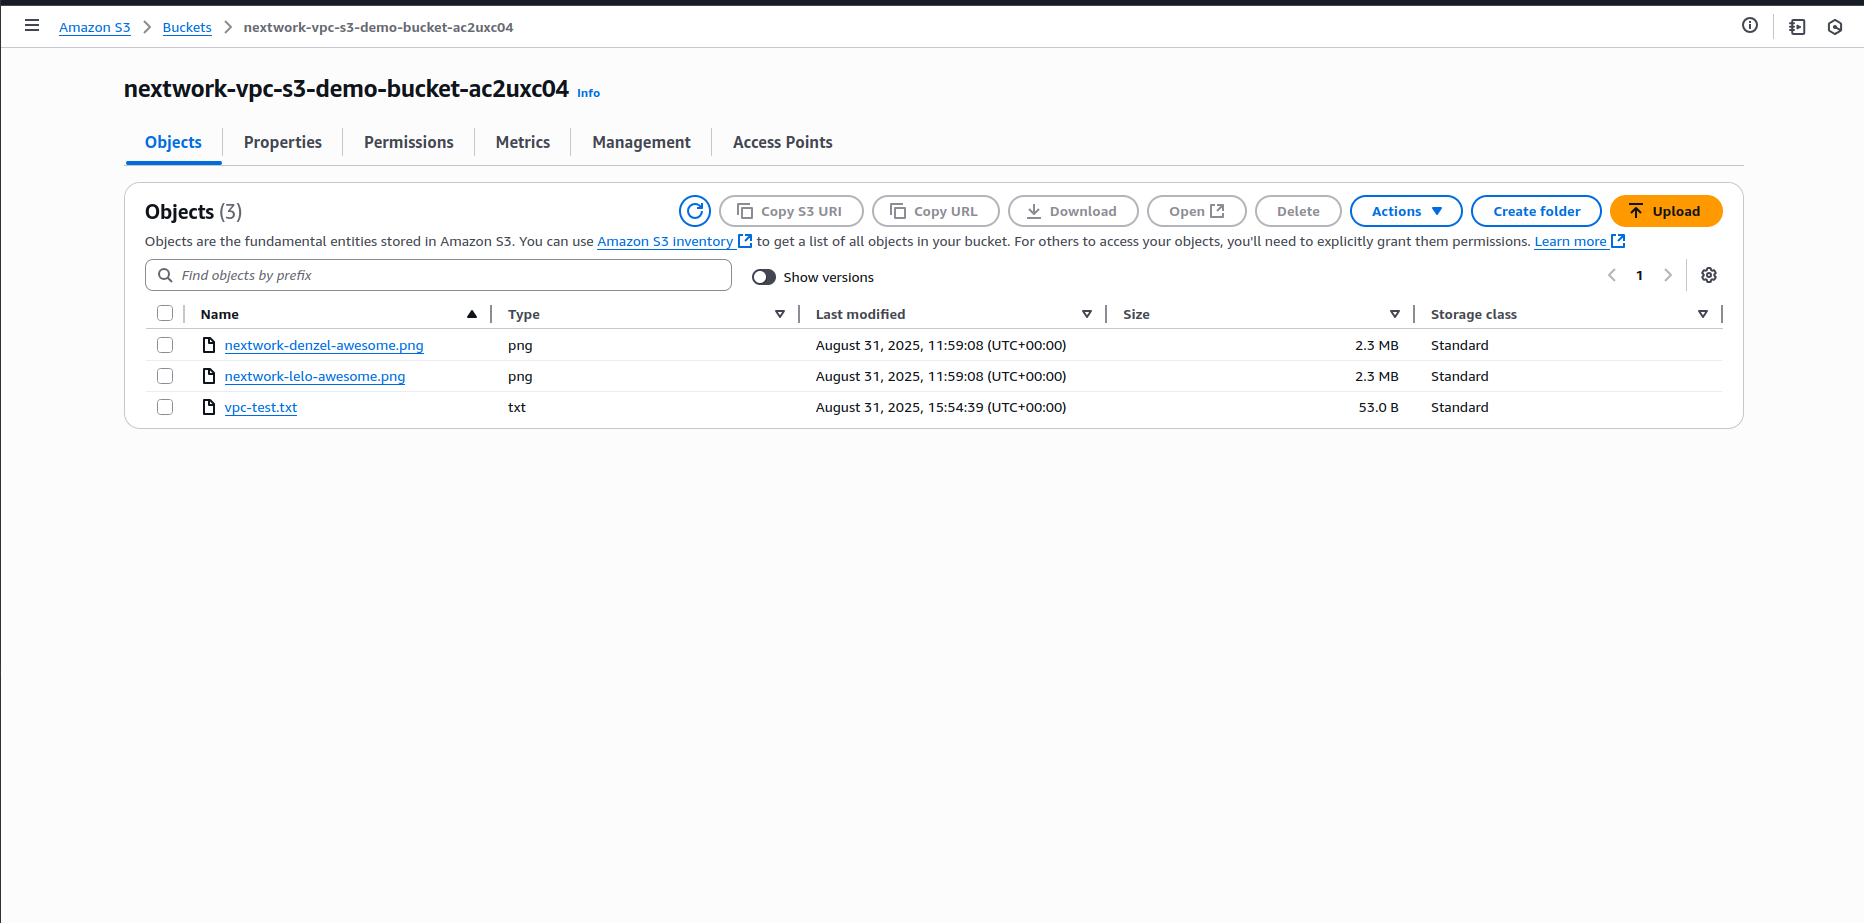 Amazon S3 > Buckets > nextwork-vpc-s3-demo-bucket-ac2uxc04
nextwork-vpc-s3-demo-bucket-ac2uxc04 Info
Objects Properties Permissions Metrics Management Access Points
Objects (3) Copy S3 URI Copy URL Download Open Delete Actions Create folder Upload
Objects are the fundamental entities stored in Amazon S3. You can use Amazon S3 inventory to get a list of all objects in your bucket. For others to access your objects, you'll need to explicitly grant them permissions. Learn more
Find objects by prefix Show versions 1
Name Type Last modified Size Storage class
nextwork-denzel-awesome.png png August 31, 2025, 11:59:08 (UTC+00:00) 2.3 MB Standard
nextwork-lelo-awesome.png png August 31, 2025, 11:59:08 (UTC+00:00) 2.3 MB Standard
vpc-test.txt txt August 31, 2025, 15:54:39 (UTC+00:00) 53.0 B Standard